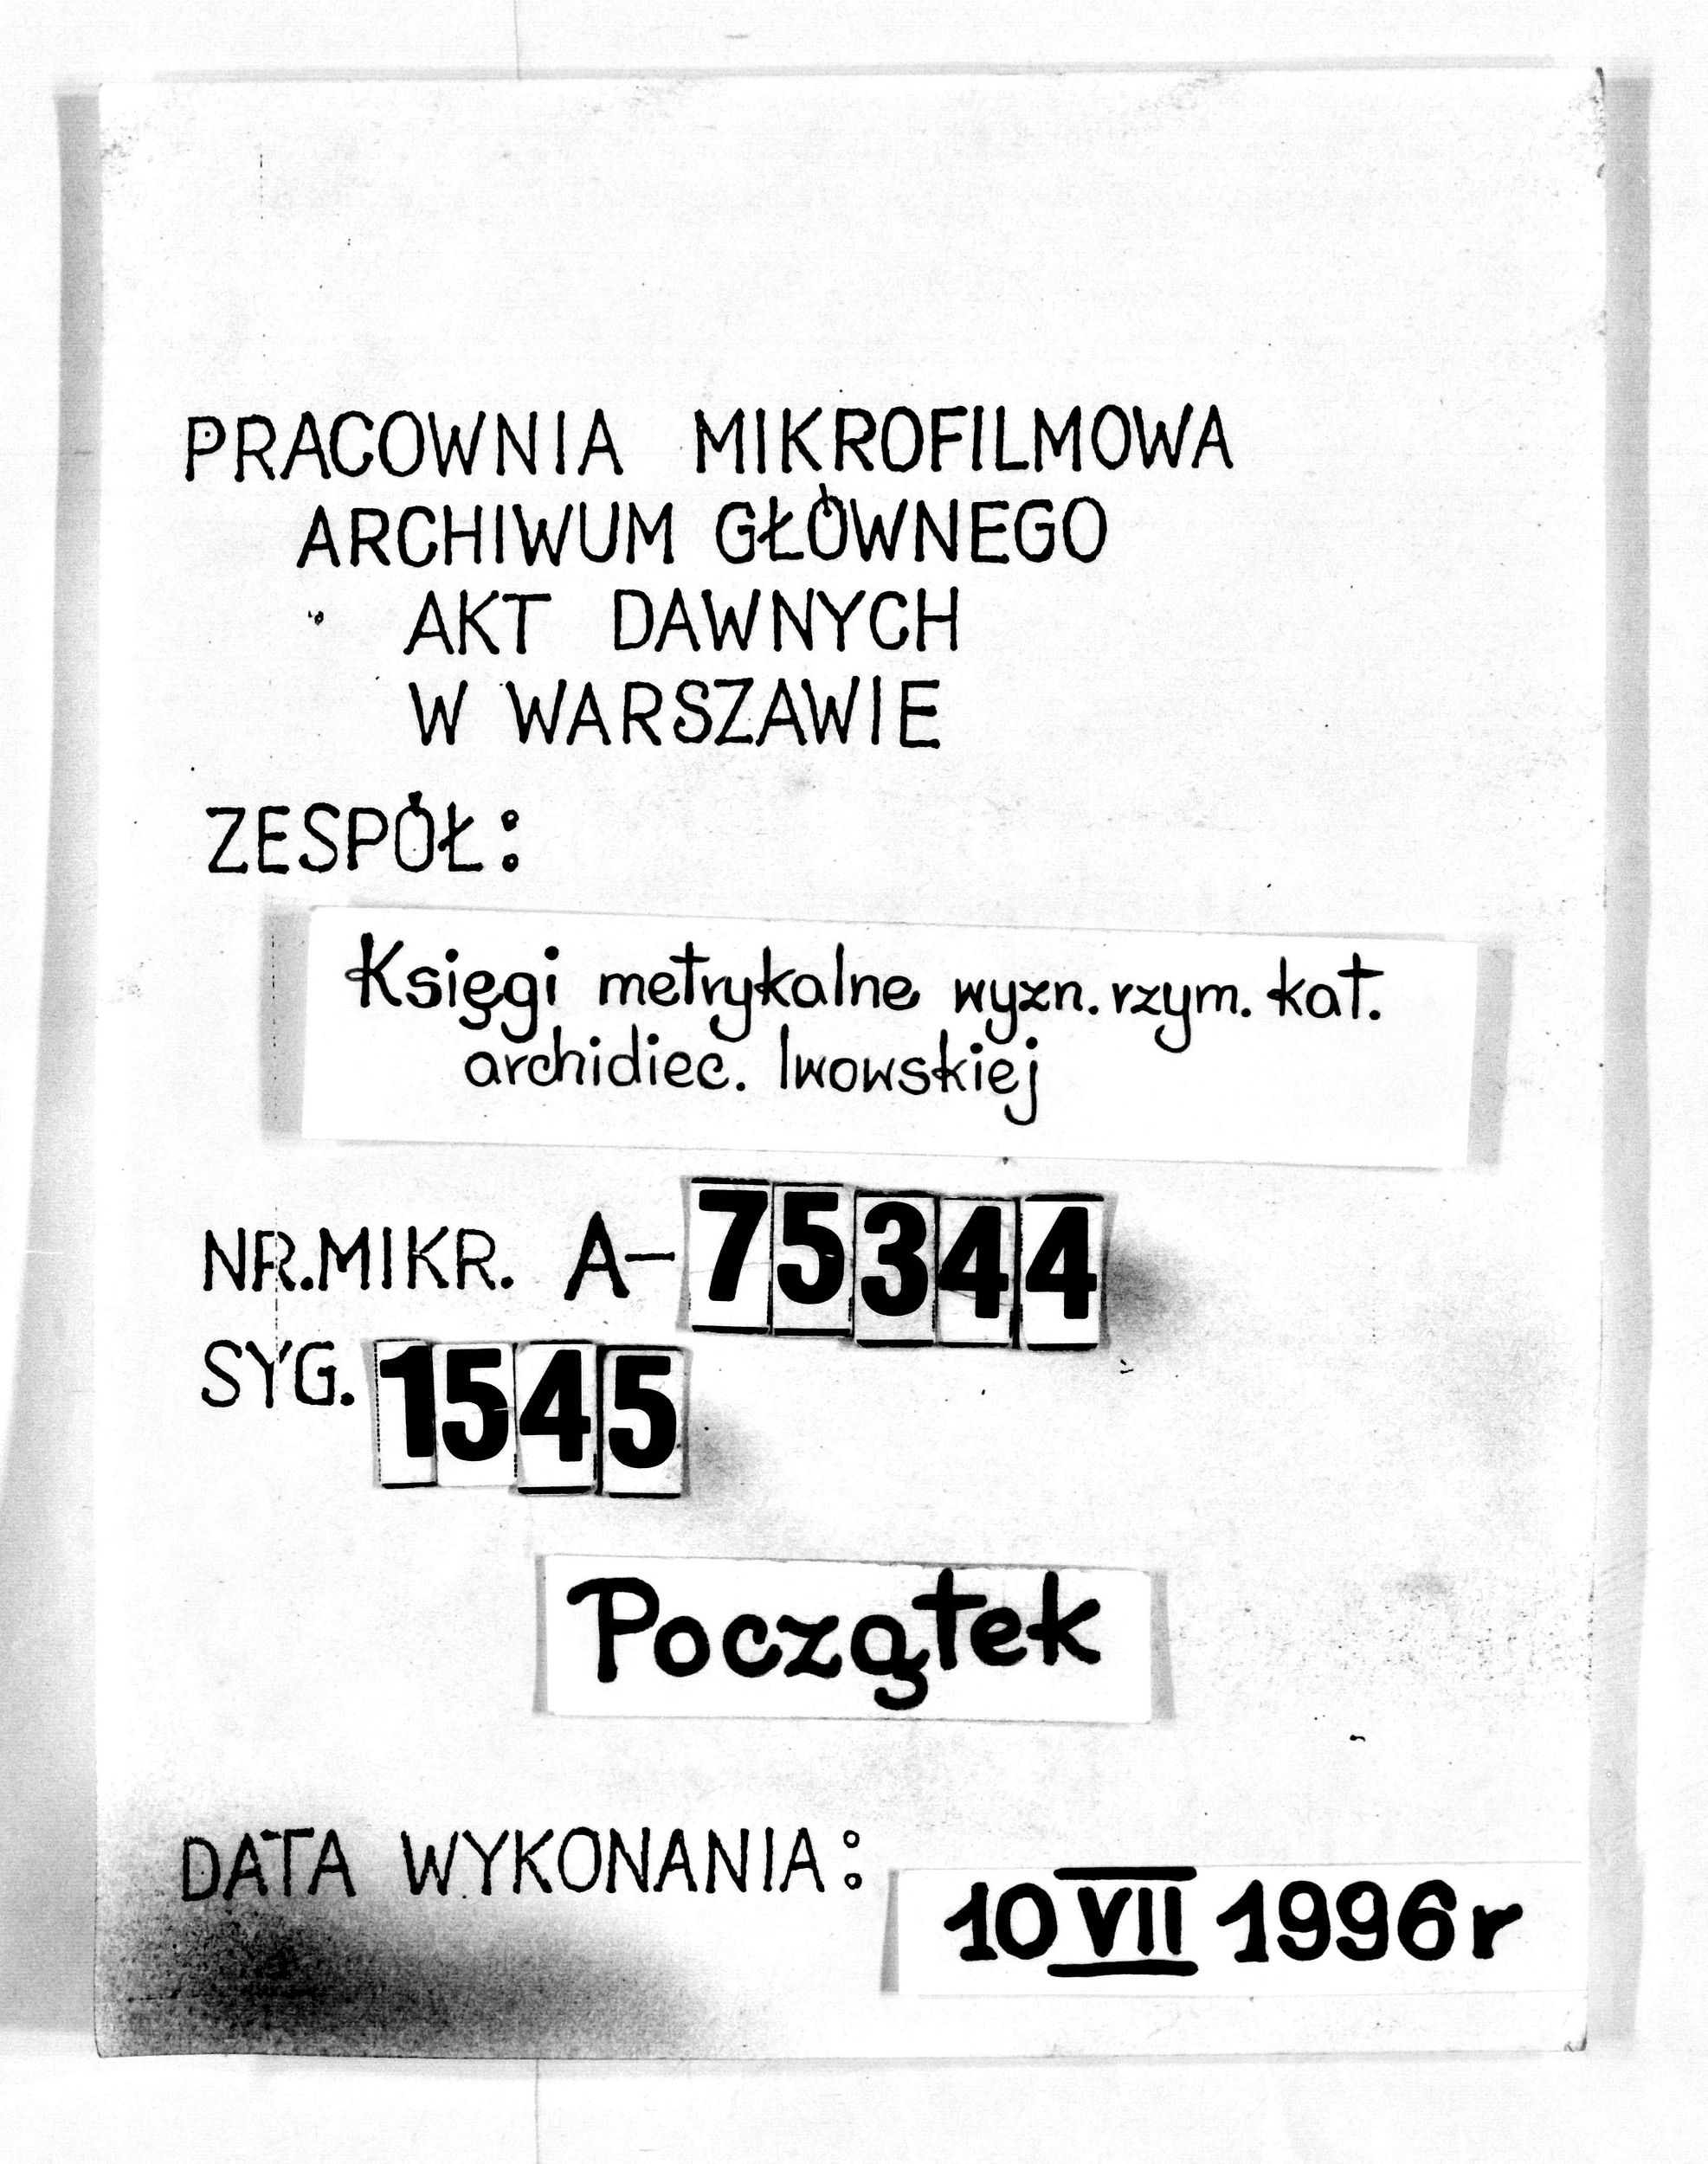 PRACOWNIA MIKROFILMOWA
ARCHIWUM GŁÓWNEGO
AKT DAWNYCH
W WARSZAWIE
ZESPÓŁ:
Księgi metrykalne wyzn. rzym. kat.
archidiec. lwowskiej
NR.MIKR. A-75344
SYG. 1545
Początek
DATA WYKONANIA: 10 VII 1996 r